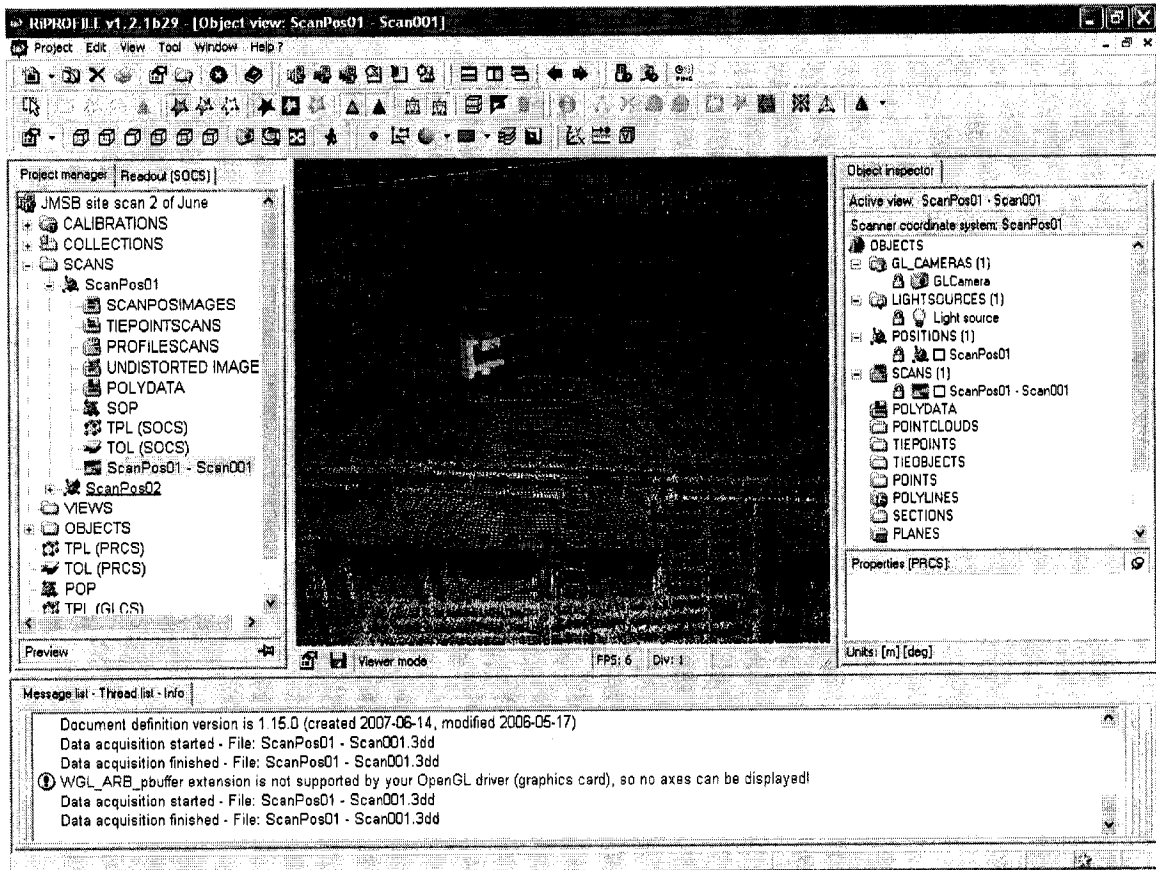 RiPROFILE v1.2.1b29 - [Object view: ScanPos01 - Scan001]
Project Edit View Tool Window Help ?
PING
Project manager Readout (SOCS)
JMSB site scan 2 of June
CALIBRATIONS
COLLECTIONS
SCANS
ScanPos01
SCANPOSIMAGES
TIEPOINTSCANS
PROFILESCANS
UNDISTORTED IMAGE
POLYDATA
SOP
TPL (SOCS)
TOL (SOCS)
ScanPos01 - Scan001
ScanPos02
VIEWS
OBJECTS
TPL (PRCS)
TOL (PRCS)
POP
TPL (GLCS)
Preview
Viewer mode FPS: 6 Div: 1
Object inspector
Active view: ScanPos01 - Scan001
Scanner coordinate system: ScanPos01
OBJECTS
GL_CAMERAS (1)
GLCamera
LIGHTSOURCES (1)
Light source
POSITIONS (1)
ScanPos01
SCANS (1)
ScanPos01 - Scan001
POLYDATA
POINTCLOUDS
TIEPOINTS
TIEOBJECTS
POINTS
POLYLINES
SECTIONS
PLANES
Properties [PRCS]:
Units: [m] [deg]
Message list - Thread list - Info
Document definition version is 1.15.0 (created 2007-06-14, modified 2006-05-17)
Data acquisition started - File: ScanPos01 - Scan001.3dd
Data acquisition finished - File: ScanPos01 - Scan001.3dd
WGL_ARB_pbuffer extension is not supported by your OpenGL driver (graphics card), so no axes can be displayed!
Data acquisition started - File: ScanPos01 - Scan001.3dd
Data acquisition finished - File: ScanPos01 - Scan001.3dd